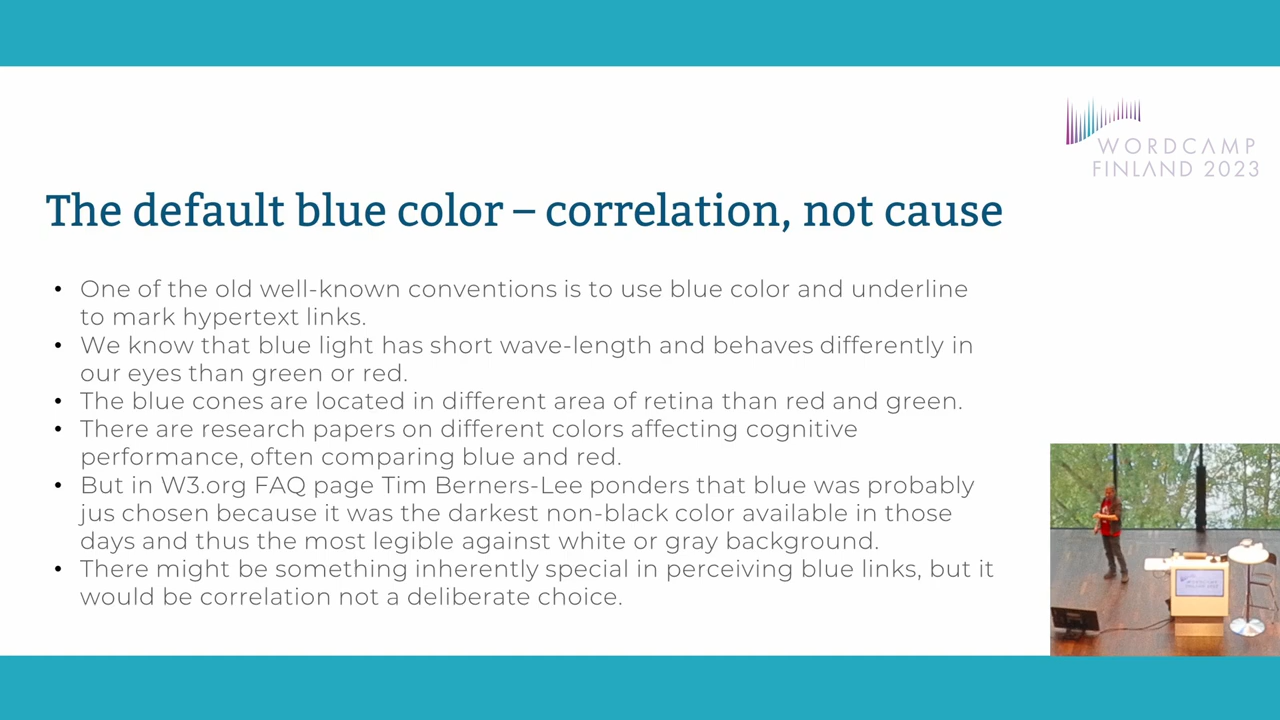 WORDCAMP
FINLAND 2023
The default blue color – correlation, not cause
• One of the old well-known conventions is to use blue color and underline
to mark hypertext links.
• We know that blue light has short wave-length and behaves differently in
our eyes than green or red.
• The blue cones are located in different area of retina than red and green.
• There are research papers on different colors affecting cognitive
performance, often comparing blue and red.
• But in W3.org FAQ page Tim Berners-Lee ponders that blue was probably
jus chosen because it was the darkest non-black color available in those
days and thus the most legible against white or gray background.
• There might be something inherently special in perceiving blue links, but it
would be correlation not a deliberate choice.